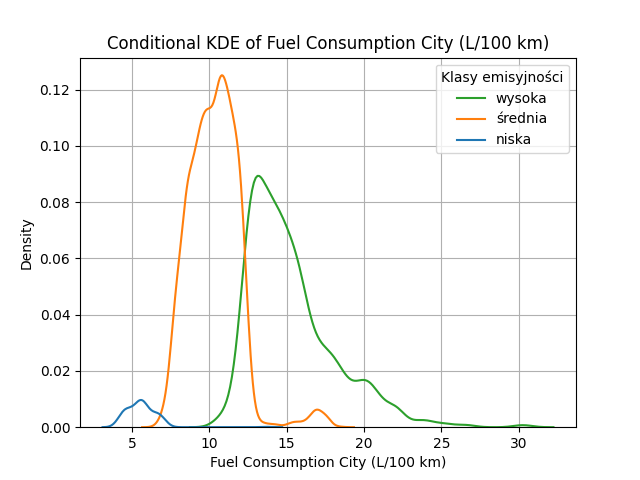 Conditional KDE of Fuel Consumption City (L/100 km)
Klasy emisyjności
wysoka
średnia
niska
0.12
0.10
0.08
0.06
0.04
0.02
0.00
Density
5 10 15 20 25 30
Fuel Consumption City (L/100 km)